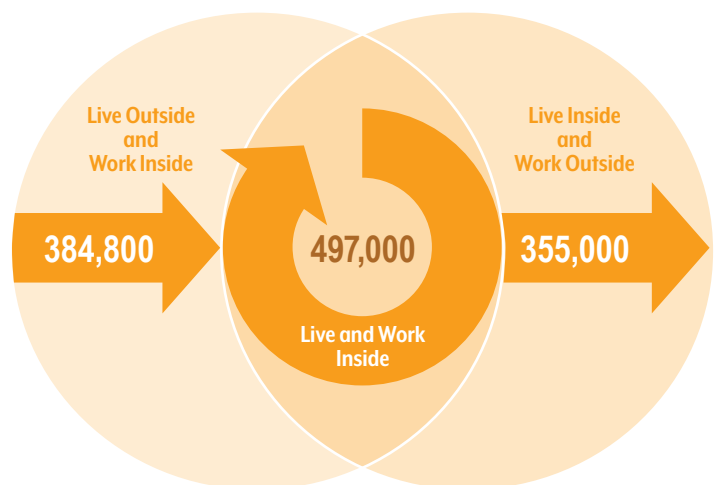 Live Outside
and
Work Inside
384,800
497,000
Live and Work
Inside
Live Inside
and
Work Outside
355,000